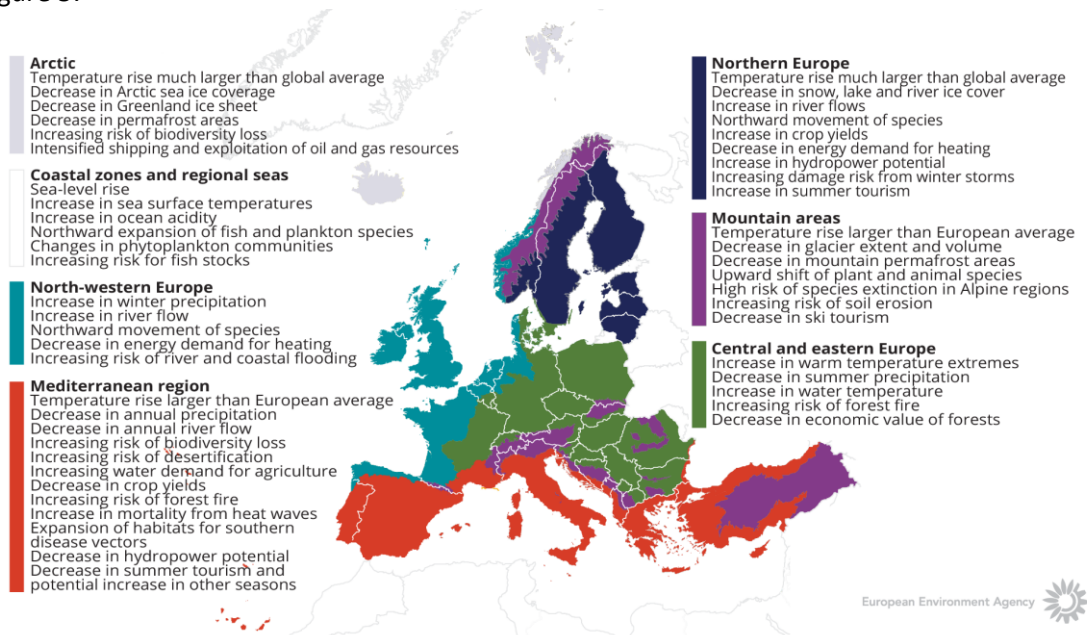 Arctic
Temperature rise much larger than global average
Decrease in Arctic sea ice coverage
Decrease in Greenland ice sheet
Decrease in permafrost areas
Increasing risk of biodiversity loss
Intensified shipping and exploitation of oil and gas resources
Coastal zones and regional seas
Sea-level rise
Increase in sea surface temperatures
Increase in ocean acidity
Northward expansion of fish and plankton species
Changes in phytoplankton communities
Increasing risk for fish stocks
North-western Europe
Increase in winter precipitation
Increase in river flow
Northward movement of species
Decrease in energy demand for heating
Increasing risk of river and coastal flooding
Mediterranean region
Temperature rise larger than European average
Decrease in annual precipitation
Decrease in annual river flow
Increasing risk of biodiversity loss
Increasing risk of desertification
Increasing water demand for agriculture
Decrease in crop yields
Increasing risk of forest fire
Increase in mortality from heat waves
Expansion of habitats for southern
disease vectors
Decrease in hydropower potential
Decrease in summer tourism and
potential increase in other seasons
Northern Europe
Temperature rise much larger than global average
Decrease in snow, lake and river ice cover
Increase in river flows
Northward movement of species
Increase in crop yields
Decrease in energy demand for heating
Increase in hydropower potential
Increasing damage risk from winter storms
Increase in summer tourism
Mountain areas
Temperature rise larger than European average
Decrease in glacier extent and volume
Decrease in mountain permafrost areas
Upward shift of plant and animal species
High risk of species extinction in Alpine regions
Increasing risk of soil erosion
Decrease in ski tourism
Central and eastern Europe
Increase in warm temperature extremes
Decrease in summer precipitation
Increase in water temperature
Increasing risk of forest fire
Decrease in economic value of forests
European Environment Agency